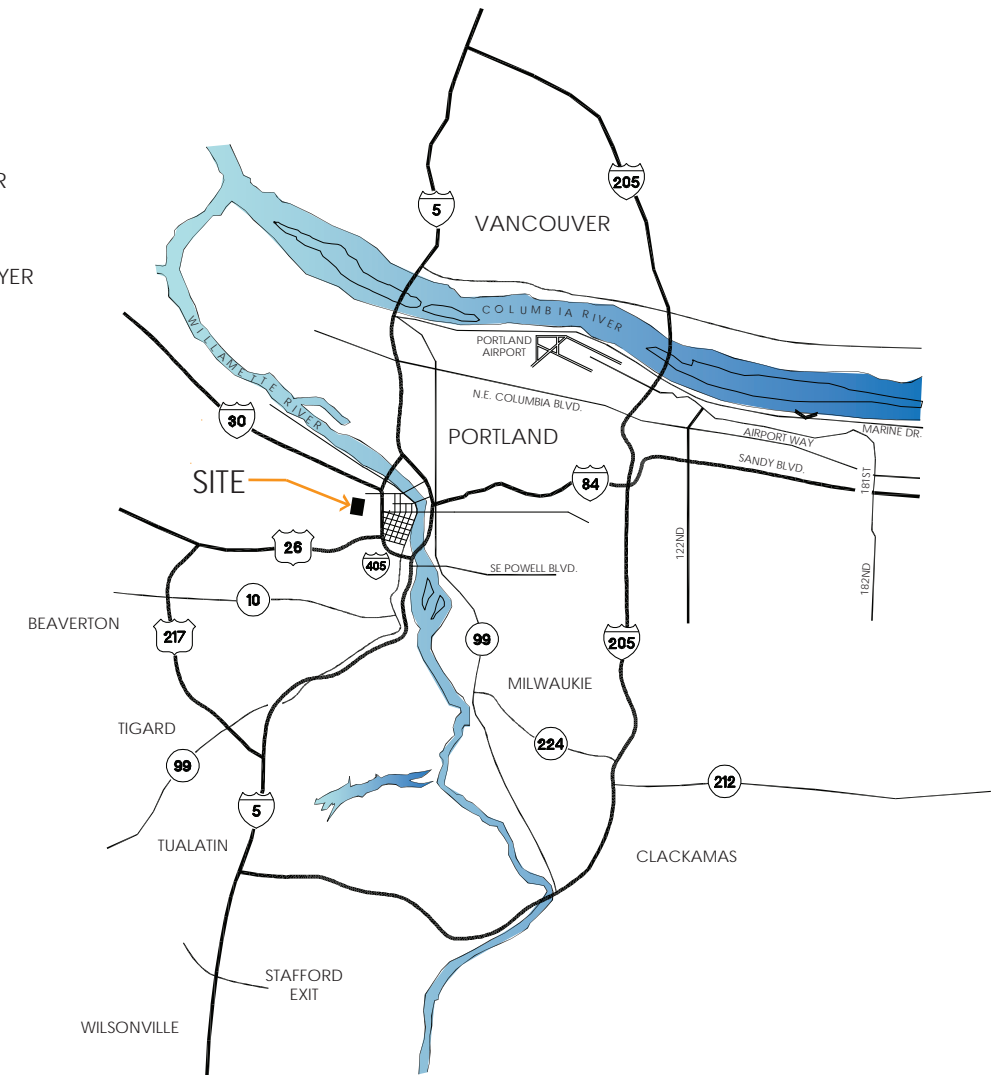 R
YER
205
5
VANCOUVER
COLUMBIA RIVER
PORTLAND
AIRPORT
WILLAMETTE RIVER
N.E. COLUMBIA BLVD.
30
PORTLAND
MARINE DR.
AIRPORT WAY
SANDY BLVD.
SITE
84
181ST
26
405
122ND
SE POWELL BLVD.
182ND
10
BEAVERTON
217
99
205
MILWAUKIE
TIGARD
224
99
212
5
TUALATIN
CLACKAMAS
STAFFORD
EXIT
WILSONVILLE